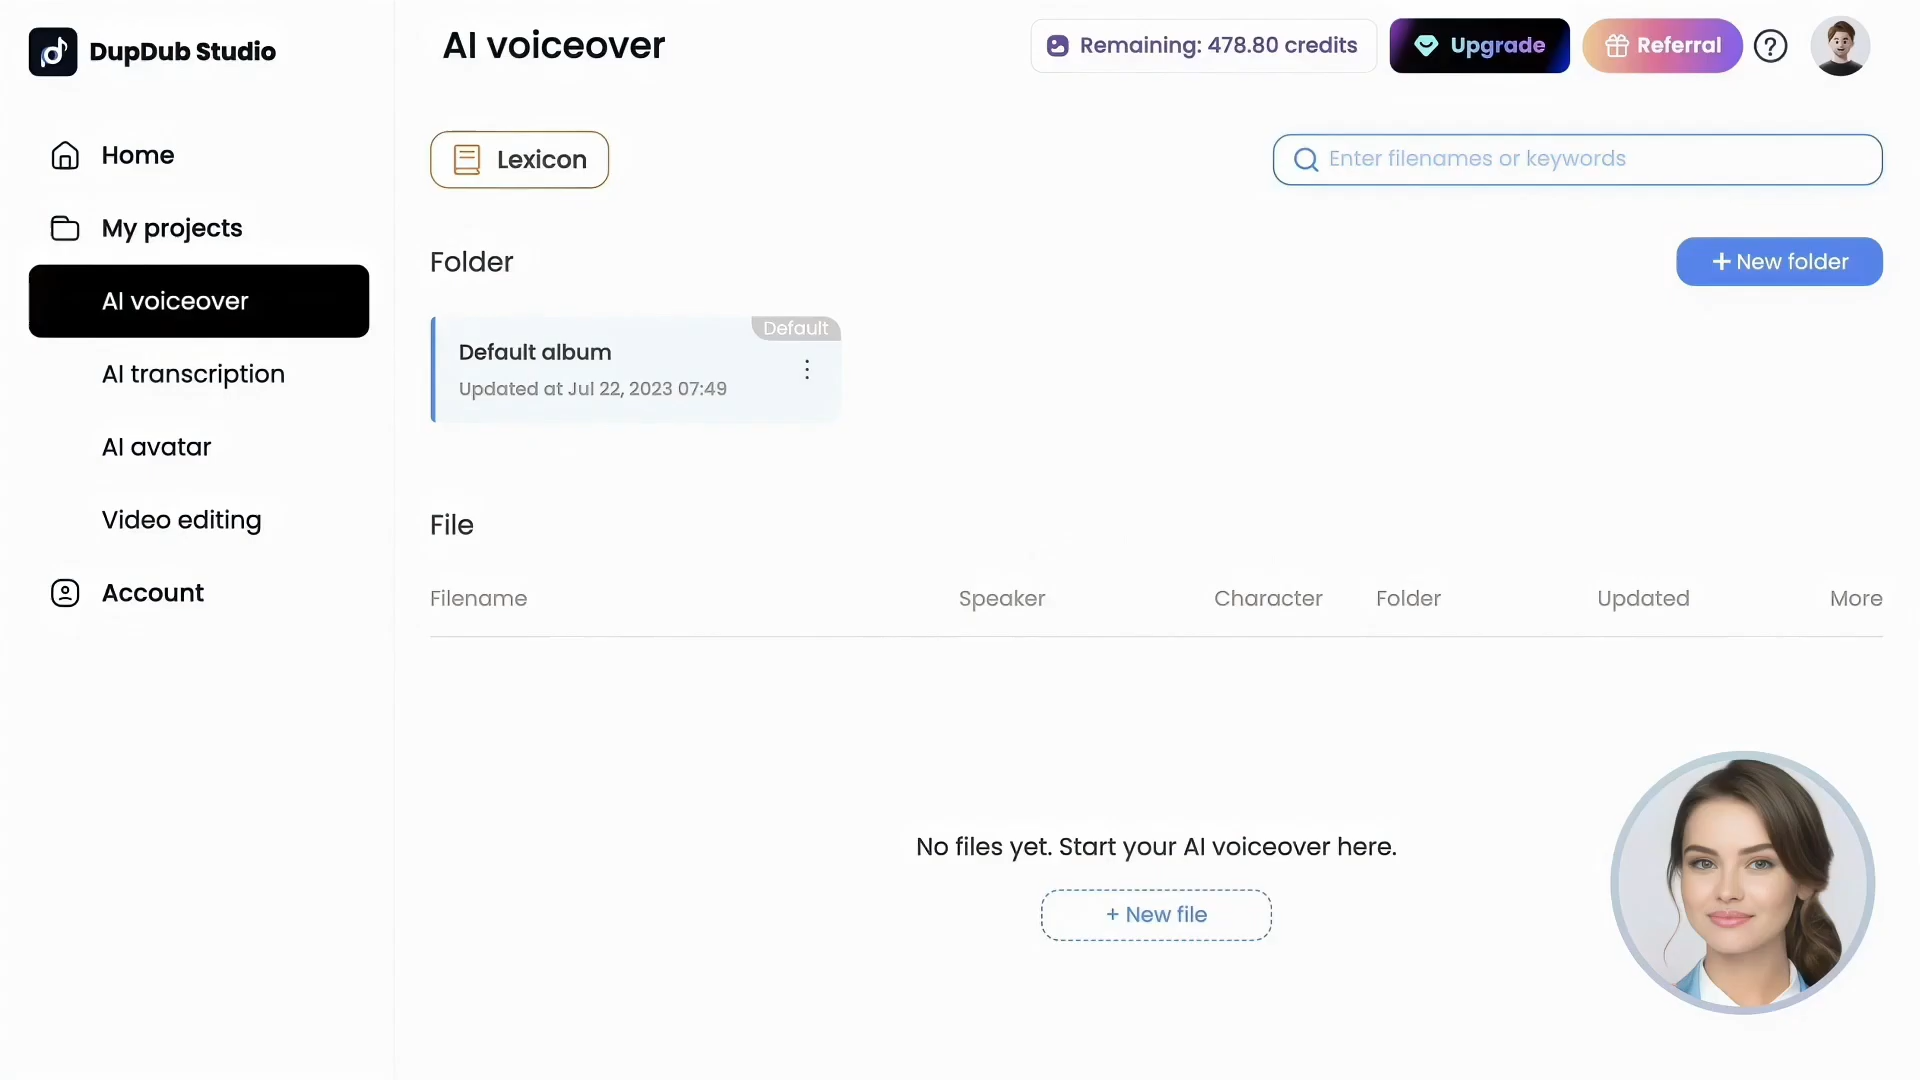 DupDub Studio
AI voiceover
Remaining: 478.80 credits
Upgrade
Referral
?
Home
My projects
AI voiceover
AI transcription
AI avatar
Video editing
Account
Lexicon
Enter filenames or keywords
Folder
+ New folder
Default
Default album
Updated at Jul 22, 2023 07:49
File
Filename Speaker Character Folder Updated More
No files yet. Start your AI voiceover here.
+ New file